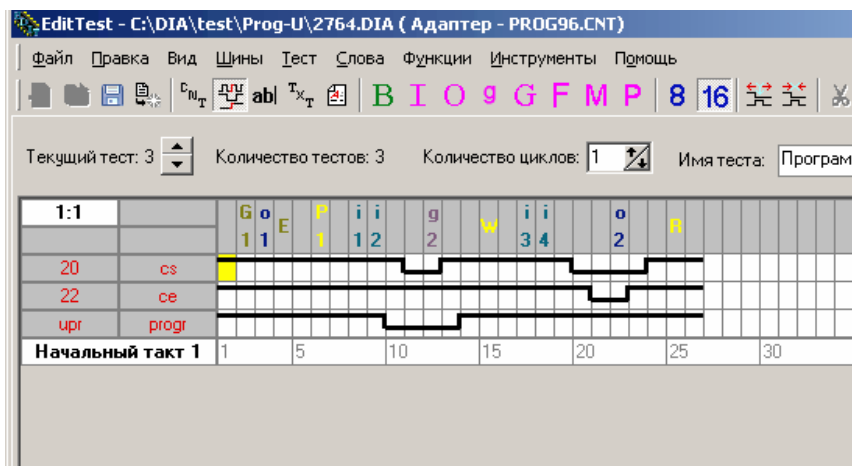 EditTest - C:\DIA\test\Prog-U\2764.DIA ( Адаптер - PROG96.CNT)
Файл Правка Вид Шины Тест Слова Функции Инструменты Помощь
CNT ab| TxT B I O g G F M P 8 16
Текущий тест: 3 Количество тестов: 3 Количество циклов: 1 Имя теста: Програм
1:1 G o E P i i g W i i o R
1 1 1 1 2 2 3 4 2
20 cs
22 ce
upr progr
Начальный такт 1 1 5 10 15 20 25 30